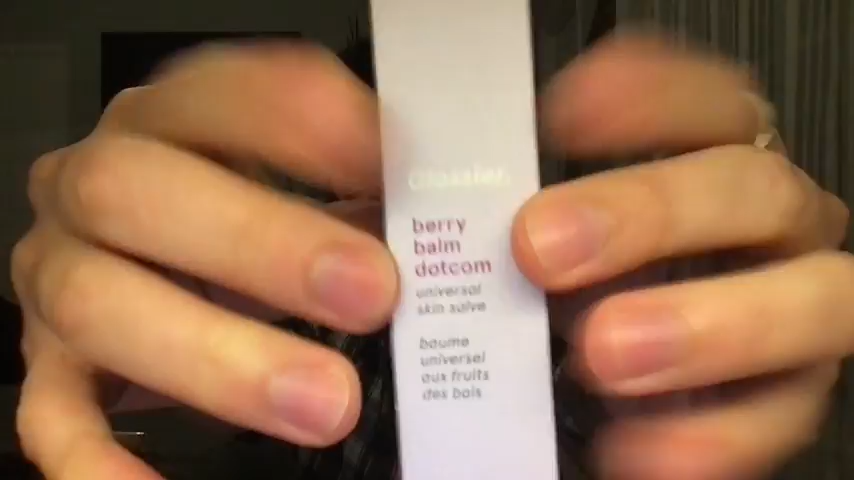 Glossier.
berry
balm
dotcom
universal
skin salve
baume
universel
aux fruits
des bois